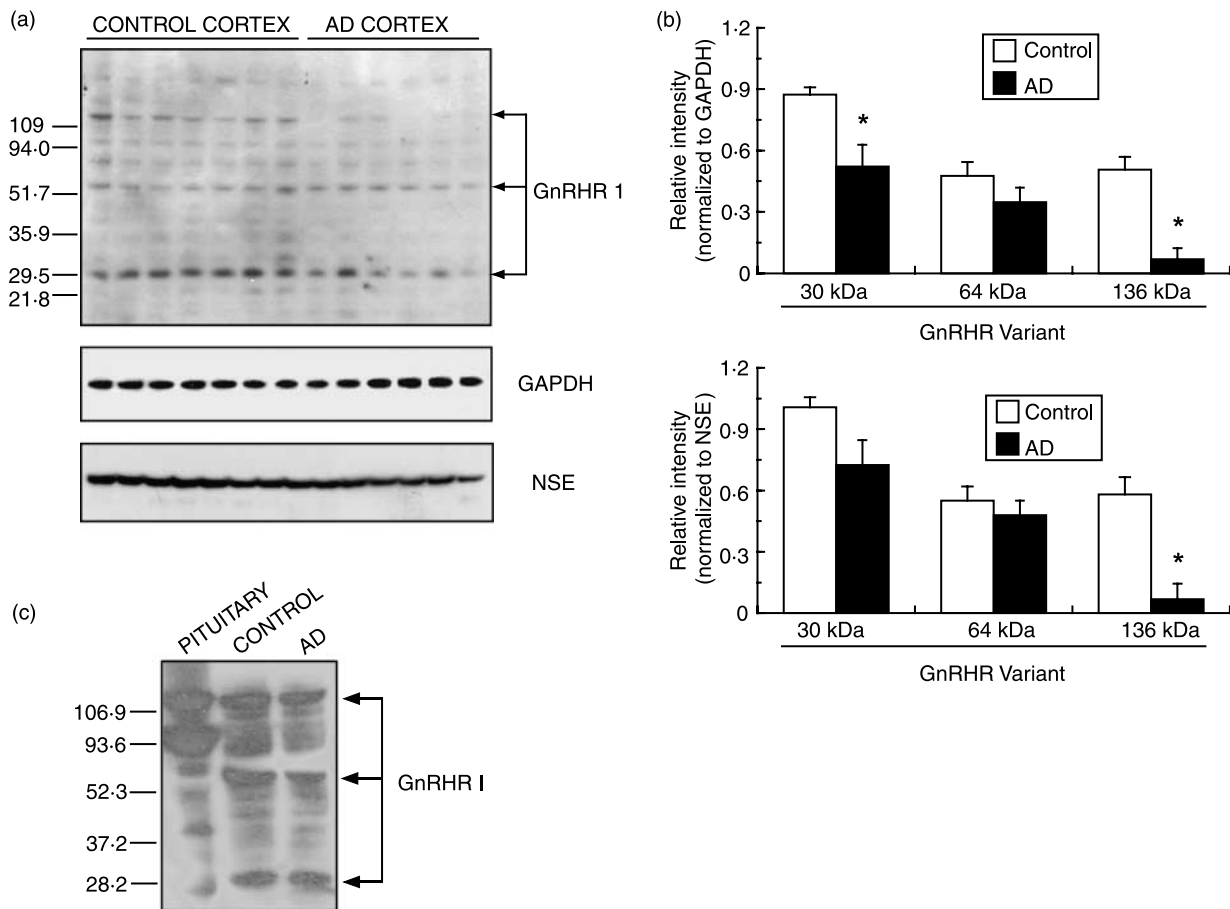 (a)
CONTROL CORTEX AD CORTEX
109
94·0
51·7
35·9
29·5
21·8
GnRHR 1
GAPDH
NSE
(b)
1·2
0·9
0·6
0·3
0
Relative intensity
(normalized to GAPDH)
Control
AD
*
*
30 kDa 64 kDa 136 kDa
GnRHR Variant
1·2
0·9
0·6
0·3
0
Relative intensity
(normalized to NSE)
Control
AD
*
30 kDa 64 kDa 136 kDa
GnRHR Variant
(c)
PITUITARY
CONTROL
AD
106·9
93·6
52·3
37·2
28·2
GnRHR I